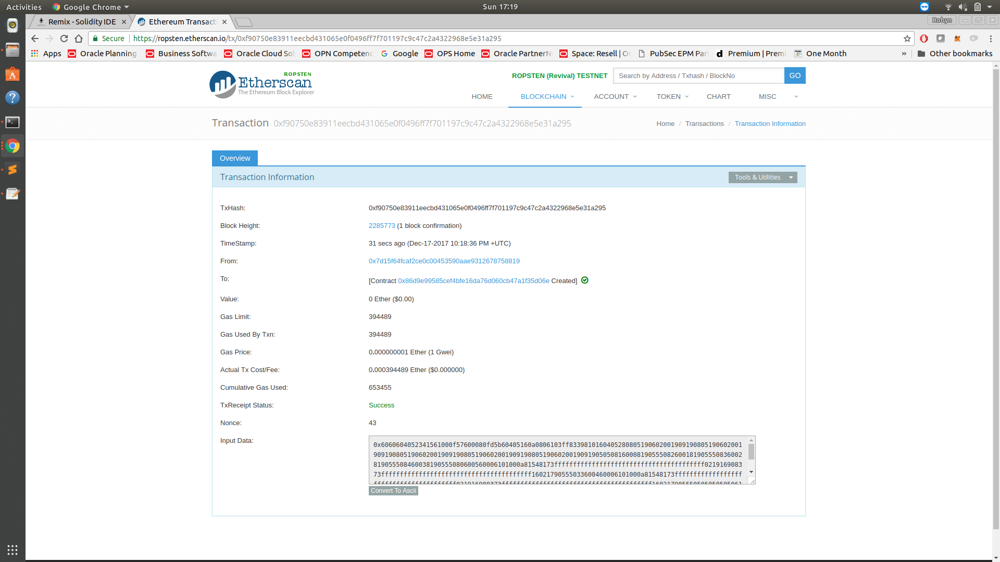 Activities Google Chrome Sun 17:19
Remix - Solidity IDE Ethereum Transacti Robyn
Secure https://ropsten.etherscan.io/tx/0xf90750e83911eecbd431065e0f0496ff7f701197c9c47c2a4322968e5e31a295
Apps Oracle Planning Business Softwa Oracle Cloud Sol OPN Competenc Google OPS Home Oracle PartnerN Space: Resell | O PubSec EPM Par Premium | Premi One Month » Other bookmarks
ROPSTEN
Etherscan
The Ethereum Block Explorer
ROPSTEN (Revival) TESTNET Search by Address / Txhash / BlockNo GO
HOME BLOCKCHAIN ACCOUNT TOKEN CHART MISC
Transaction 0xf90750e83911eecbd431065e0f0496ff7f701197c9c47c2a4322968e5e31a295 Home / Transactions / Transaction Information
Overview
Transaction Information Tools & Utilities
TxHash: 0xf90750e83911eecbd431065e0f0496ff7f701197c9c47c2a4322968e5e31a295
Block Height: 2285773 (1 block confirmation)
TimeStamp: 31 secs ago (Dec-17-2017 10:18:36 PM +UTC)
From: 0x7d15f64fcaf2ce0c00453590aae9312678758819
To: [Contract 0x86d9e99585cef4bfe16da76d060cb47a1f35d06e Created]
Value: 0 Ether ($0.00)
Gas Limit: 394489
Gas Used By Txn: 394489
Gas Price: 0.000000001 Ether (1 Gwei)
Actual Tx Cost/Fee: 0.000394489 Ether ($0.000000)
Cumulative Gas Used: 653455
TxReceipt Status: Success
Nonce: 43
Input Data: 0x6060604052341561000f57600080fd5b60405160a0806103ff8339810160405280805190602001909190805190602001
909190805190602001909190805190602001909190805190602001909190505081600081905550826001819055508360028
8190555084600381905550806005600061 01000a81548173ffffffffffffffffffffffffffffffffffffffff0219169083
73ffffffffffffffffffffffffffffffffffffffff1602179055503360046000610100 0a81548173ffffffffffffffffff
Convert To Ascii